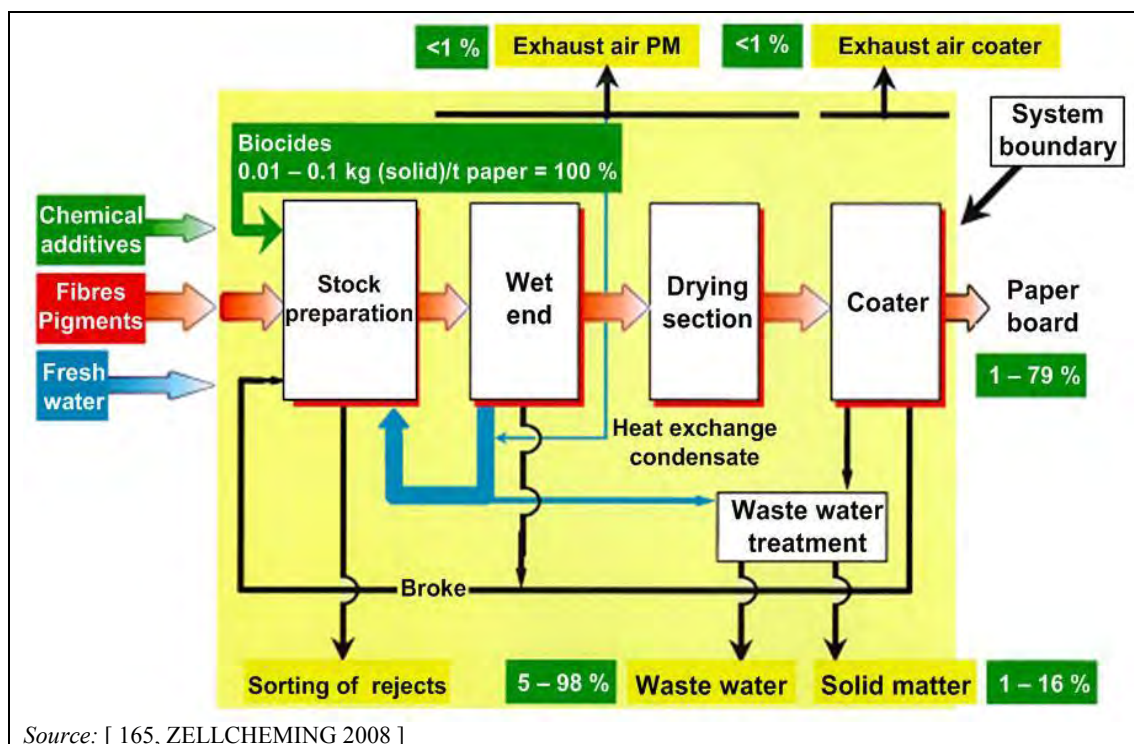 <1 %
Exhaust air PM
<1 %
Exhaust air coater
System
boundary
Biocides
0.01 – 0.1 kg (solid)/t paper = 100 %
Chemical
additives
Fibres
Pigments
Fresh
water
Stock
preparation
Wet
end
Drying
section
Coater
Paper
board
1 – 79 %
Heat exchange
condensate
Waste water
treatment
Broke
Sorting of rejects
5 – 98 %
Waste water
Solid matter
1 – 16 %
Source: [ 165, ZELLCHEMING 2008 ]